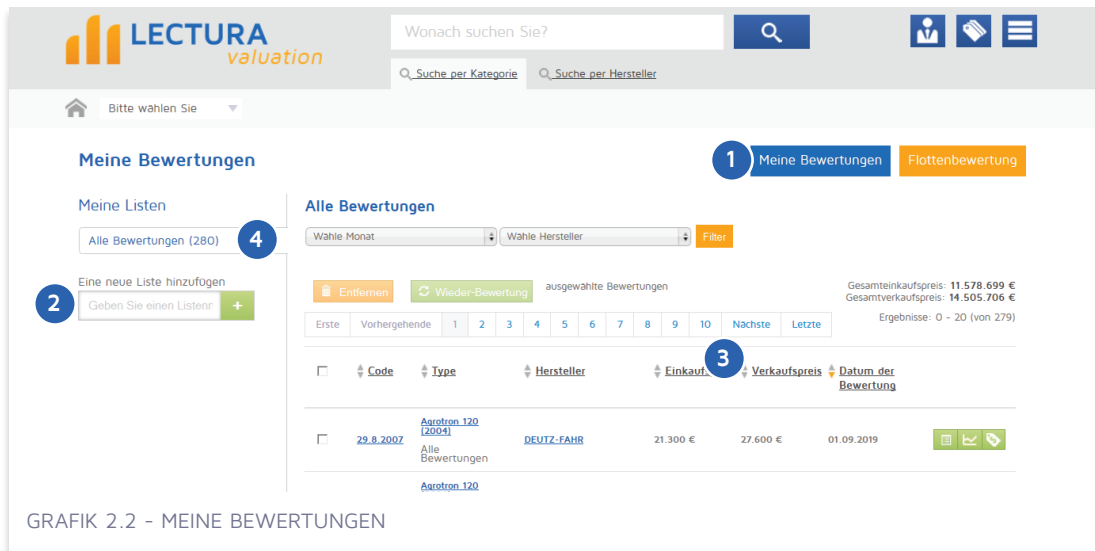 LECTURA
valuation
Wonach suchen Sie?
Suche per Kategorie
Suche per Hersteller
Bitte wählen Sie
Meine Bewertungen
1
Meine Bewertungen
Flottenbewertung
Meine Listen
Alle Bewertungen (280)
4
Eine neue Liste hinzufügen
2
Geben Sie einen Listenr
+
Alle Bewertungen
Wähle Monat
Wähle Hersteller
Filter
Entfernen
Wieder-Bewertung
ausgewählte Bewertungen
Gesamteinkaufspreis: 11.578.699 €
Gesamtverkaufspreis: 14.505.706 €
Ergebnisse: 0 - 20 (von 279)
Erste Vorhergehende 1 2 3 4 5 6 7 8 9 10 Nächste Letzte
3
Code Type Hersteller Einkauf Verkaufspreis Datum der
Bewertung
Agrotron 120
(2004)
29.8.2007 DEUTZ-FAHR 21.300 € 27.600 € 01.09.2019
Alle
Bewertungen
Agrotron 120
GRAFIK 2.2 - MEINE BEWERTUNGEN